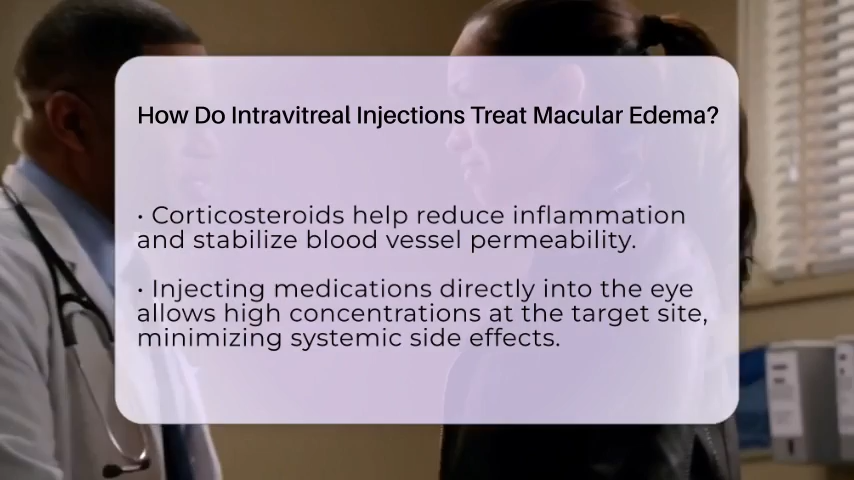 How Do Intravitreal Injections Treat Macular Edema?
• Corticosteroids help reduce inflammation
and stabilize blood vessel permeability.
• Injecting medications directly into the eye
allows high concentrations at the target site,
minimizing systemic side effects.